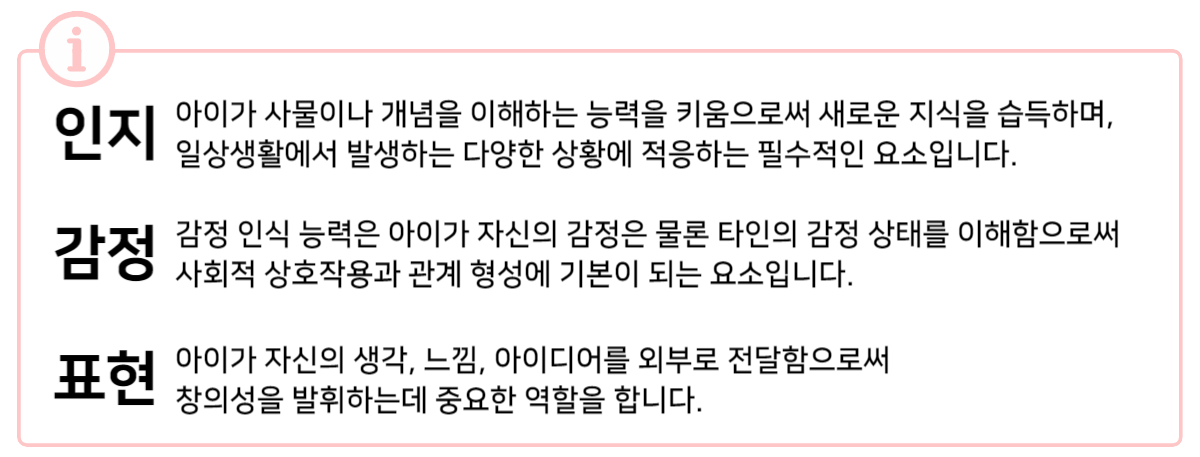 i
인지
아이가 사물이나 개념을 이해하는 능력을 키움으로써 새로운 지식을 습득하며,
일상생활에서 발생하는 다양한 상황에 적응하는 필수적인 요소입니다.
감정
감정 인식 능력은 아이가 자신의 감정은 물론 타인의 감정 상태를 이해함으로써
사회적 상호작용과 관계 형성에 기본이 되는 요소입니다.
표현
아이가 자신의 생각, 느낌, 아이디어를 외부로 전달함으로써
창의성을 발휘하는데 중요한 역할을 합니다.